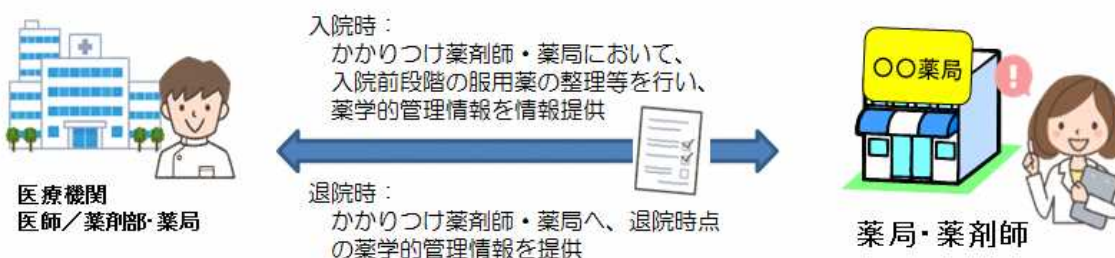 入院時：
かかりつけ薬剤師・薬局において、
入院前段階の服用薬の整理等を行い、
薬学的管理情報を情報提供
退院時：
かかりつけ薬剤師・薬局へ、退院時点
の薬学的管理情報を提供
医療機関
医師／薬剤部・薬局
〇〇薬局
薬局・薬剤師